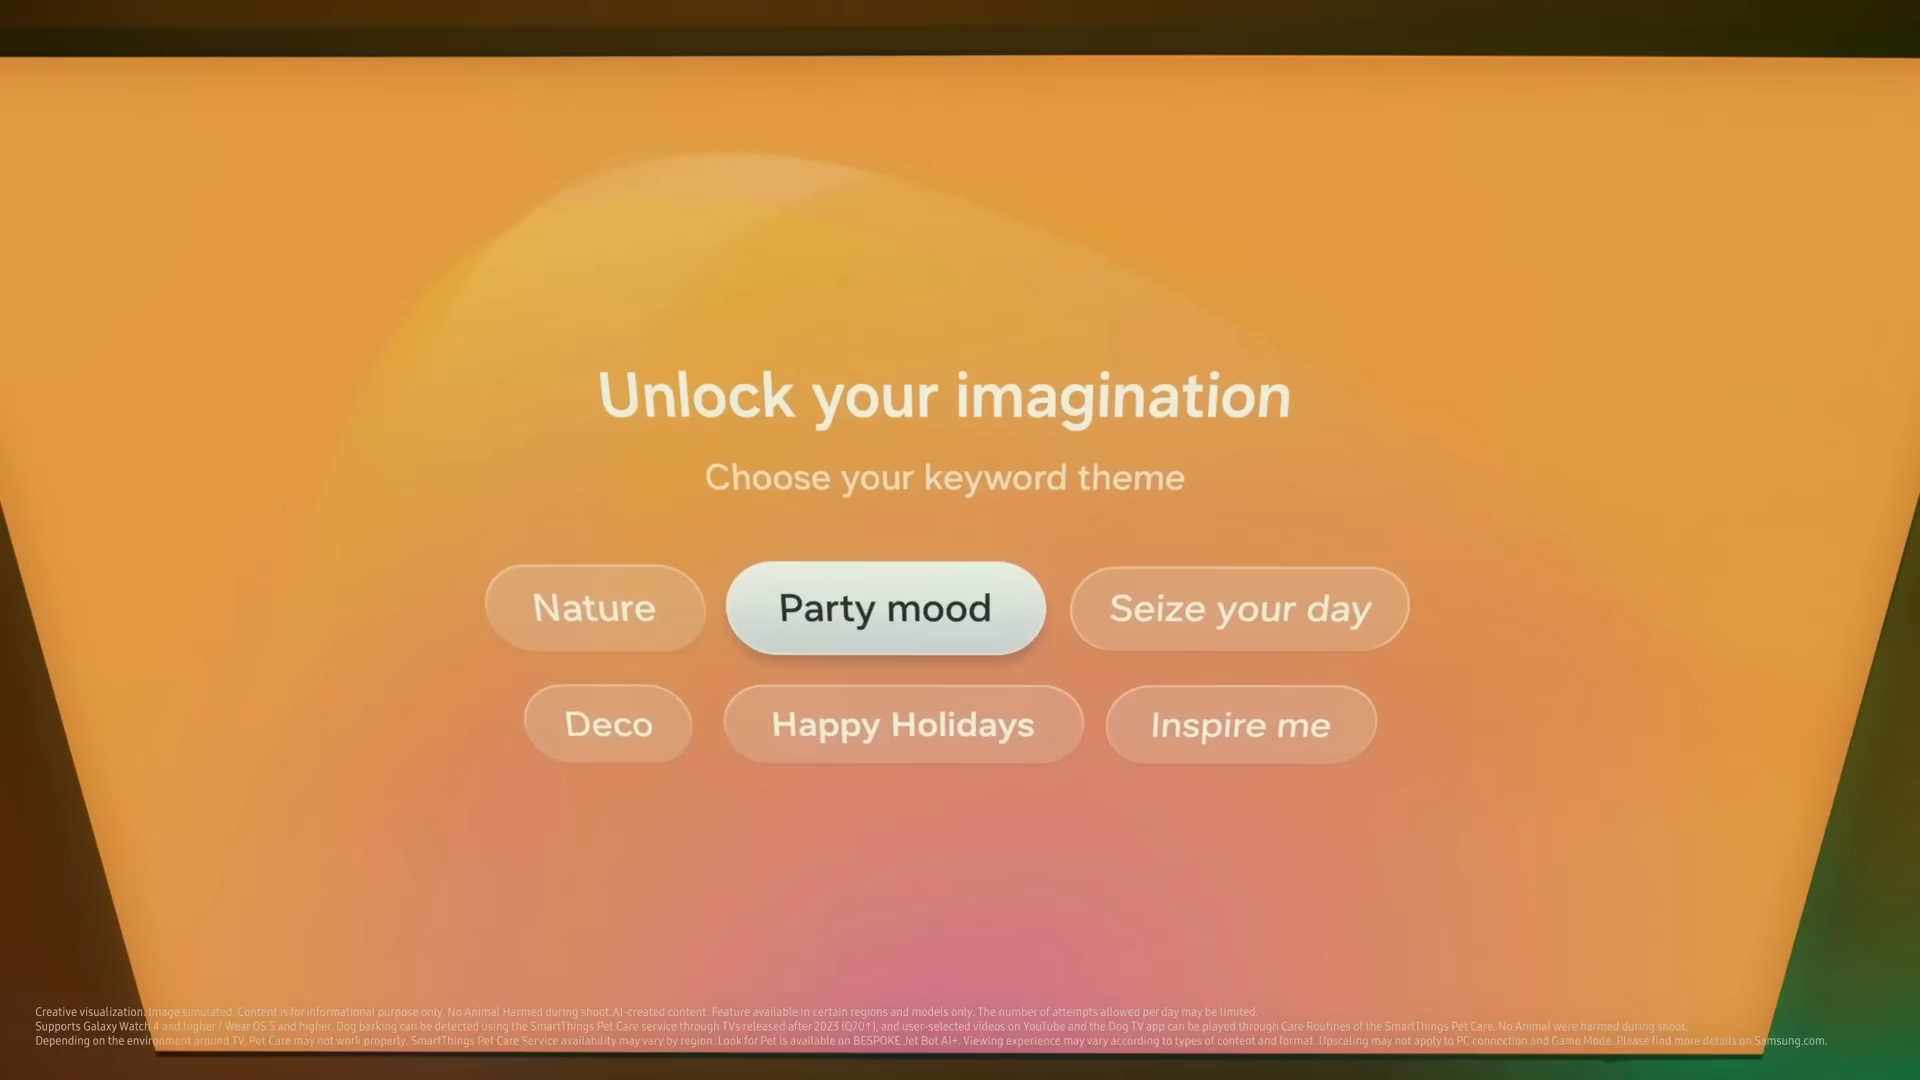 Unlock your imagination
Choose your keyword theme
Nature
Party mood
Seize your day
Deco
Happy Holidays
Inspire me
Creative visualization. Image simulated. Content is for informational purpose only. No Animal Harmed during shoot.AI-created content. Feature available in certain regions and models only. The number of attempts allowed per day may be limited.
Supports Galaxy Watch 4 and higher / Wear OS 5 and higher. Dog barking can be detected using the SmartThings Pet Care service through TVs released after 2023 (Q70↑), and user-selected videos on YouTube and the Dog TV app can be played through Care Routines of the SmartThings Pet Care. No Animal were harmed during shoot.
Depending on the environment around TV, Pet Care may not work properly. SmartThings Pet Care Service availability may vary by region. Look for Pet is available on BESPOKE Jet Bot AI+. Viewing experience may vary according to types of content and format. Upscaling may not apply to PC connection and Game Mode. Please find more details on Samsung.com.